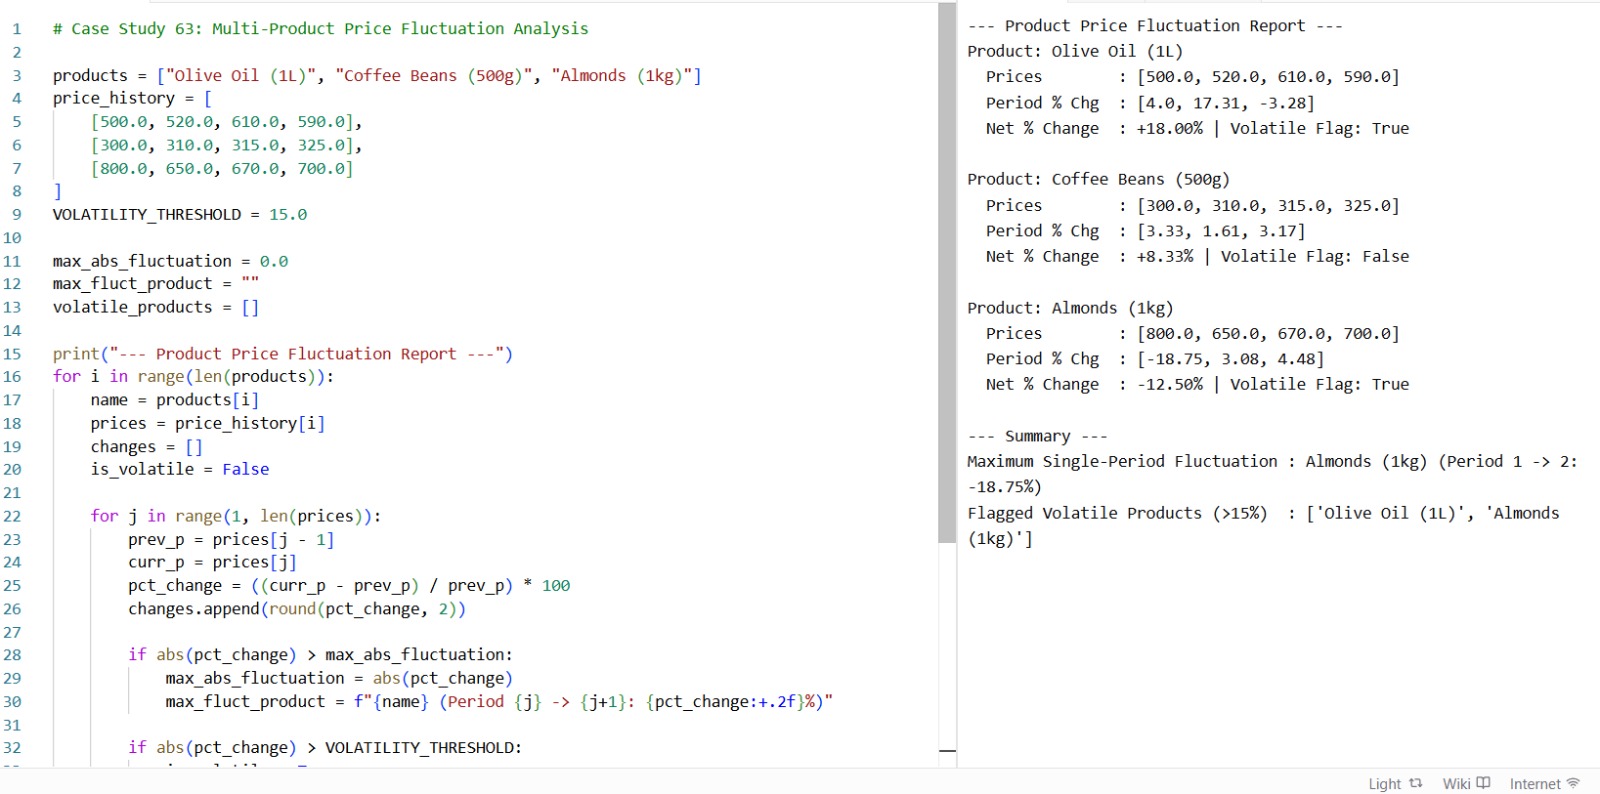 1 # Case Study 63: Multi-Product Price Fluctuation Analysis
2
3 products = ["Olive Oil (1L)", "Coffee Beans (500g)", "Almonds (1kg)"]
4 price_history = [
5     [500.0, 520.0, 610.0, 590.0],
6     [300.0, 310.0, 315.0, 325.0],
7     [800.0, 650.0, 670.0, 700.0]
8 ]
9 VOLATILITY_THRESHOLD = 15.0
10
11 max_abs_fluctuation = 0.0
12 max_fluct_product = ""
13 volatile_products = []
14
15 print("--- Product Price Fluctuation Report ---")
16 for i in range(len(products)):
17     name = products[i]
18     prices = price_history[i]
19     changes = []
20     is_volatile = False
21
22     for j in range(1, len(prices)):
23         prev_p = prices[j - 1]
24         curr_p = prices[j]
25         pct_change = ((curr_p - prev_p) / prev_p) * 100
26         changes.append(round(pct_change, 2))
27
28         if abs(pct_change) > max_abs_fluctuation:
29             max_abs_fluctuation = abs(pct_change)
30             max_fluct_product = f"{name} (Period {j} -> {j+1}: {pct_change:+.2f}%)"
31
32         if abs(pct_change) > VOLATILITY_THRESHOLD:
--- Product Price Fluctuation Report ---
Product: Olive Oil (1L)
  Prices        : [500.0, 520.0, 610.0, 590.0]
  Period % Chg  : [4.0, 17.31, -3.28]
  Net % Change  : +18.00% | Volatile Flag: True

Product: Coffee Beans (500g)
  Prices        : [300.0, 310.0, 315.0, 325.0]
  Period % Chg  : [3.33, 1.61, 3.17]
  Net % Change  : +8.33% | Volatile Flag: False

Product: Almonds (1kg)
  Prices        : [800.0, 650.0, 670.0, 700.0]
  Period % Chg  : [-18.75, 3.08, 4.48]
  Net % Change  : -12.50% | Volatile Flag: True

--- Summary ---
Maximum Single-Period Fluctuation : Almonds (1kg) (Period 1 -> 2:
-18.75%)
Flagged Volatile Products (>15%)  : ['Olive Oil (1L)', 'Almonds
(1kg)']
Light Wiki Internet